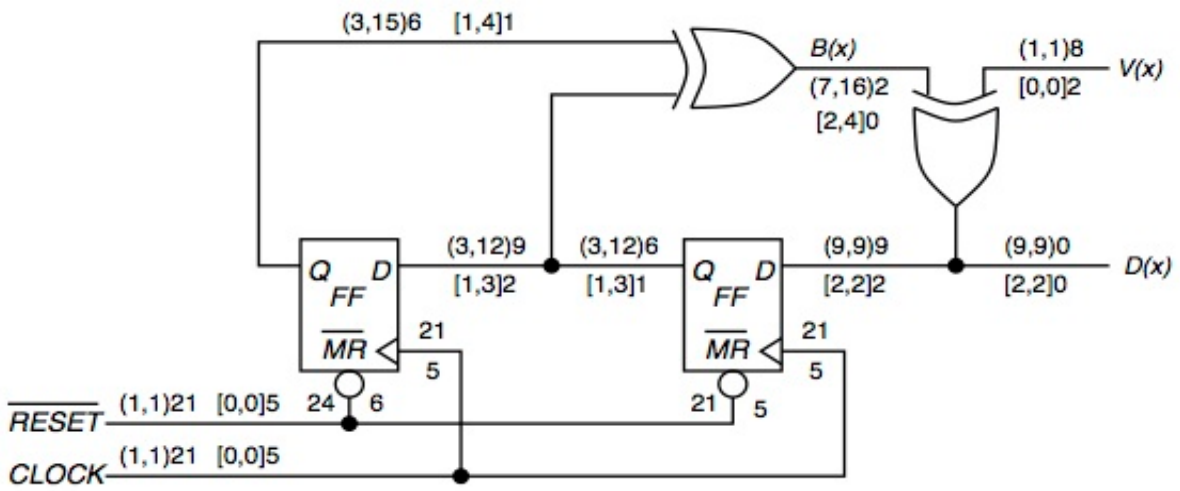 (3,15)6 [1,4]1
B(x)
(7,16)2
[2,4]0
(1,1)8
[0,0]2
V(x)
Q D
FF
MR
(3,12)9
[1,3]2
(3,12)6
[1,3]1
Q D
FF
MR
(9,9)9
[2,2]2
(9,9)0
[2,2]0
D(x)
21
5
21
5
24 6
21 5
RESET (1,1)21 [0,0]5
CLOCK (1,1)21 [0,0]5